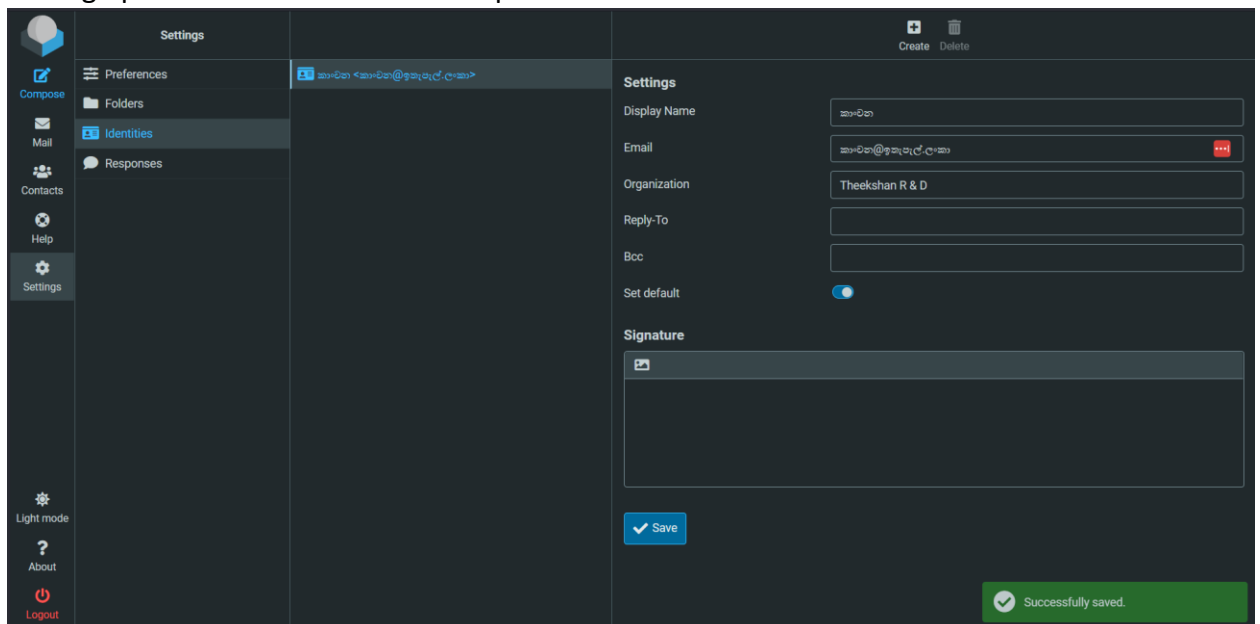 Settings
Create Delete
Compose
Mail
Contacts
Help
Settings
Light mode
About
Logout
Preferences
Folders
Identities
Responses
කාංචන <කාංචන@ඉතැපැල්.ලංකා>
Settings
Display Name
කාංචන
Email
කාංචන@ඉතැපැල්.ලංකා
Organization
Theekshan R & D
Reply-To
Bcc
Set default
Signature
Save
Successfully saved.